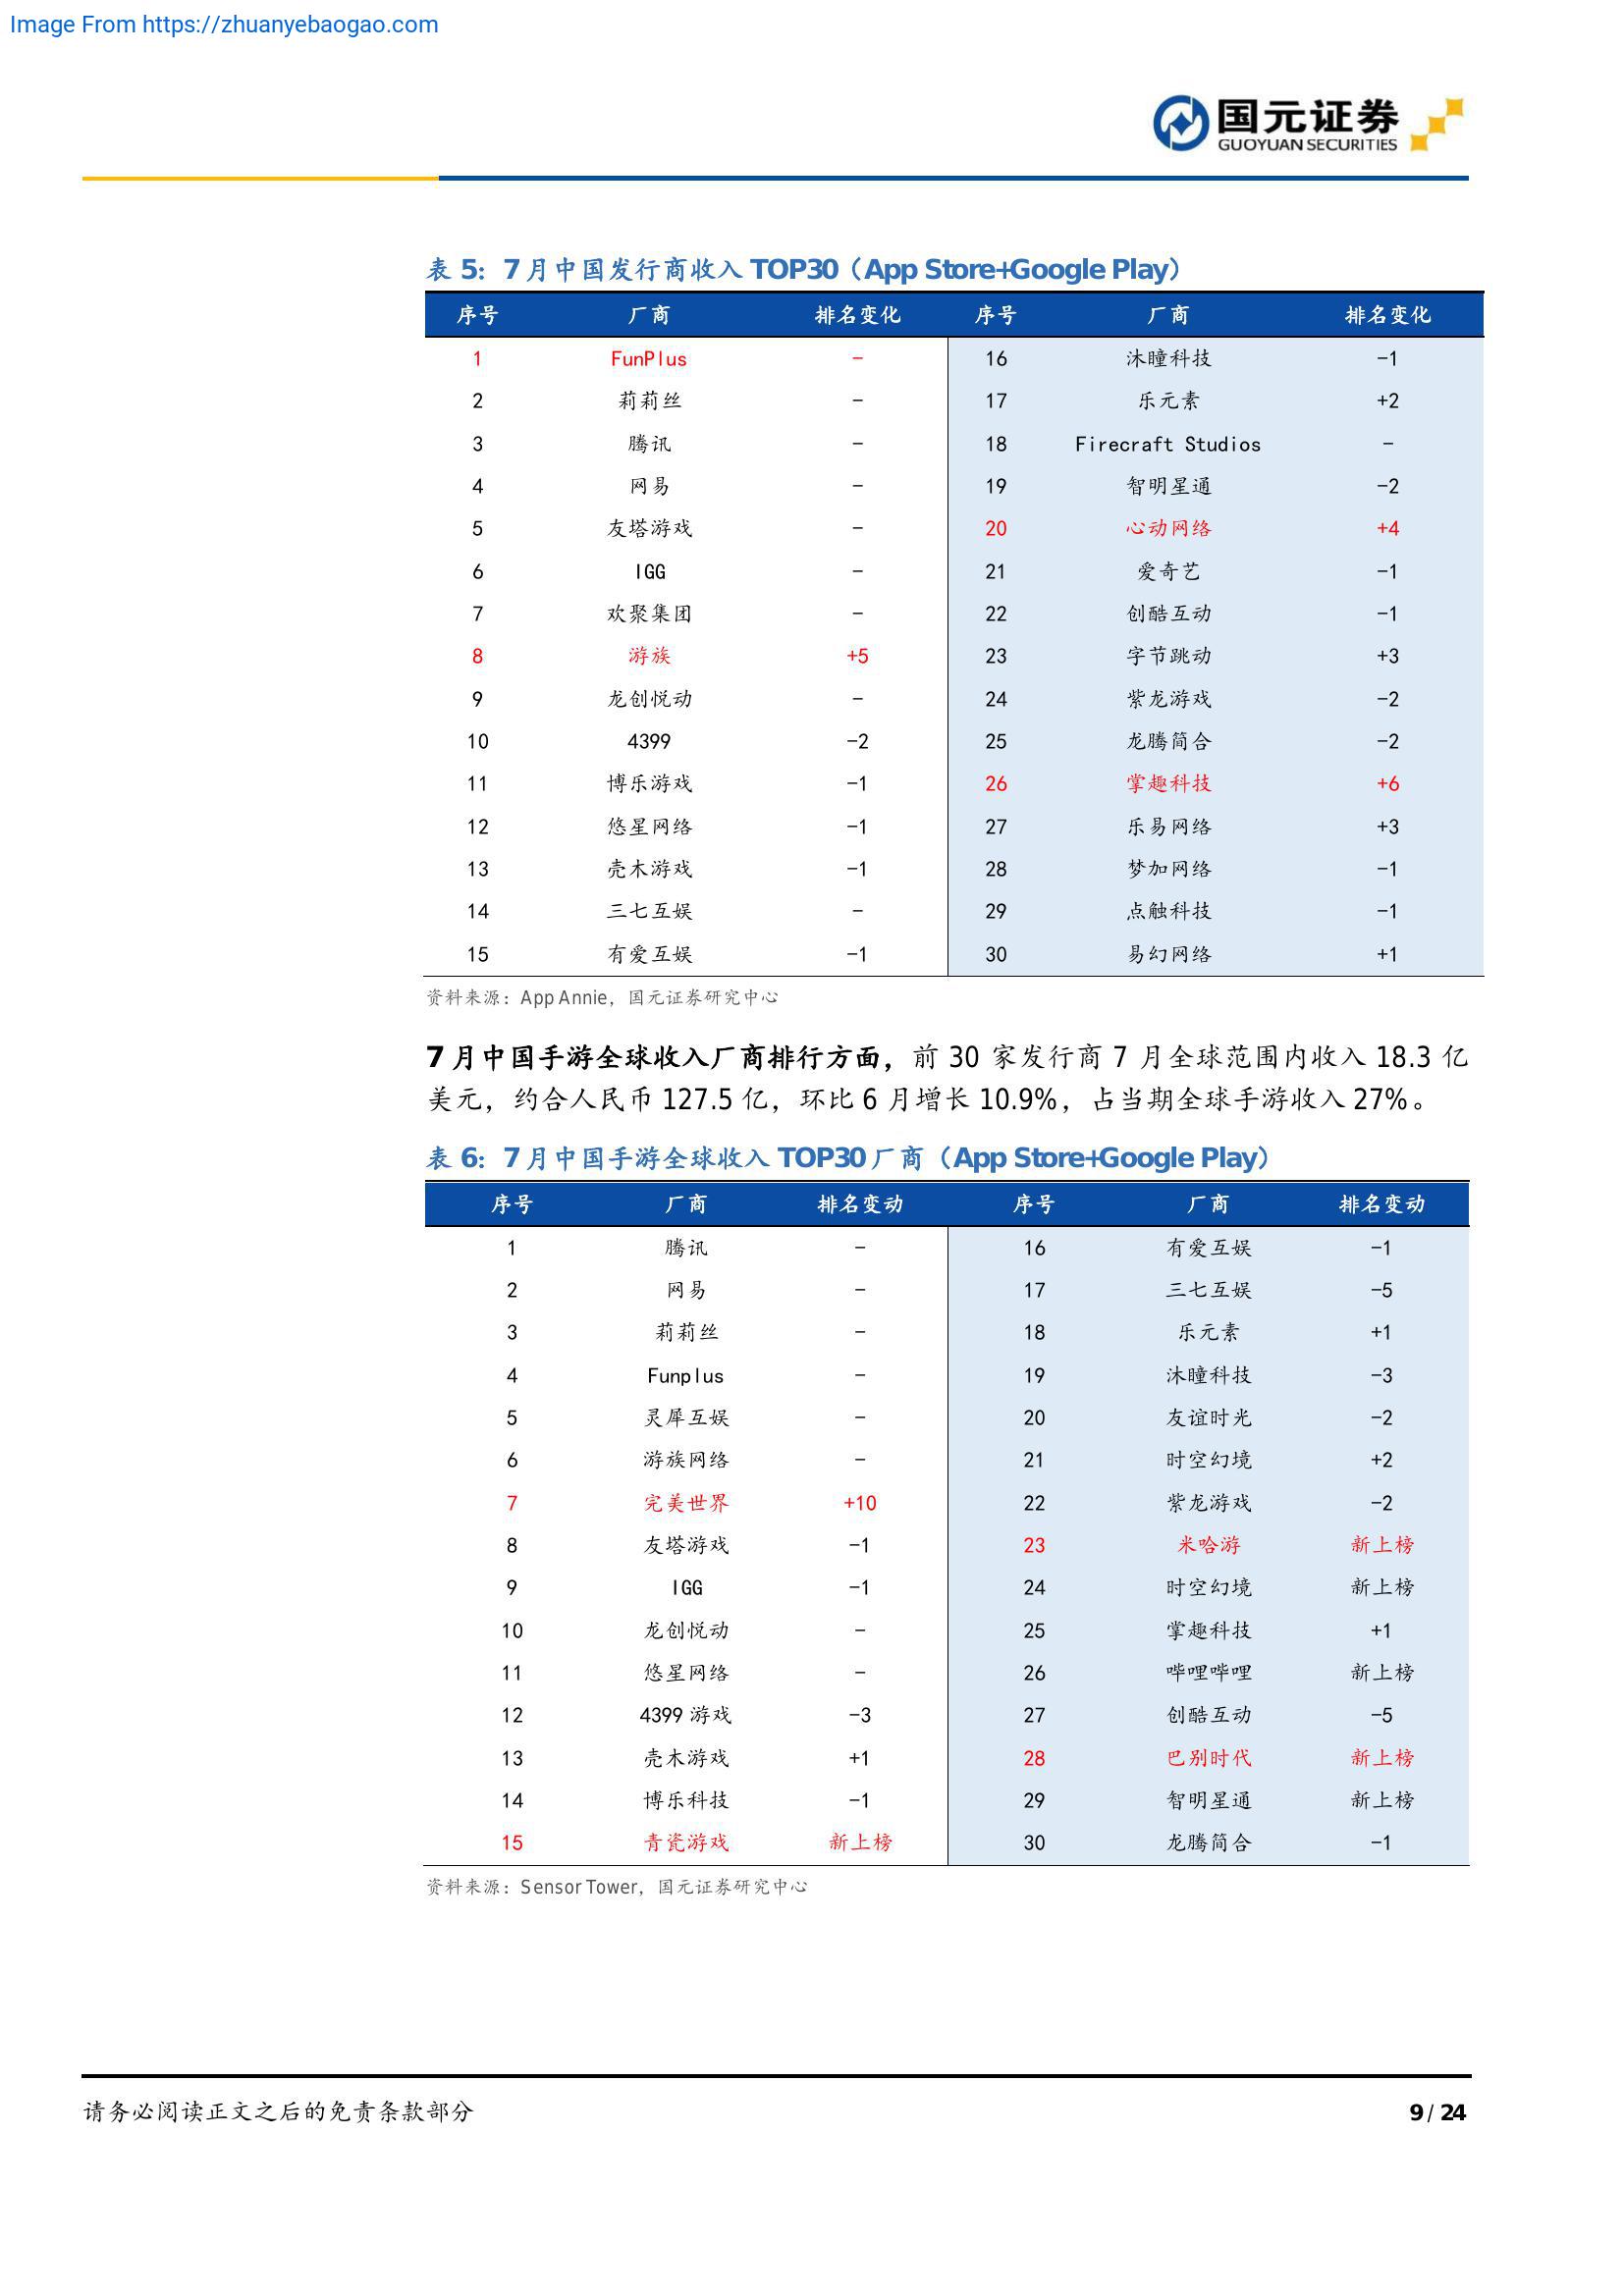 Image From https://zhuanyebaogao.com
国元证券
GUOYUAN SECURITIES
表 5：7 月中国发行商收入 TOP30（App Store+Google Play）
序号 厂商 排名变化 序号 厂商 排名变化
1 FunPlus – 16 沐瞳科技 -1
2 莉莉丝 – 17 乐元素 +2
3 腾讯 – 18 Firecraft Studios –
4 网易 – 19 智明星通 -2
5 友塔游戏 – 20 心动网络 +4
6 IGG – 21 爱奇艺 -1
7 欢聚集团 – 22 创酷互动 -1
8 游族 +5 23 字节跳动 +3
9 龙创悦动 – 24 紫龙游戏 -2
10 4399 -2 25 龙腾简合 -2
11 博乐游戏 -1 26 掌趣科技 +6
12 悠星网络 -1 27 乐易网络 +3
13 壳木游戏 -1 28 梦加网络 -1
14 三七互娱 – 29 点触科技 -1
15 有爱互娱 -1 30 易幻网络 +1
资料来源：App Annie，国元证券研究中心
7 月中国手游全球收入厂商排行方面，前 30 家发行商 7 月全球范围内收入 18.3 亿
美元，约合人民币 127.5 亿，环比 6 月增长 10.9%，占当期全球手游收入 27%。
表 6：7 月中国手游全球收入 TOP30 厂商（App Store+Google Play）
序号 厂商 排名变动 序号 厂商 排名变动
1 腾讯 – 16 有爱互娱 -1
2 网易 – 17 三七互娱 -5
3 莉莉丝 – 18 乐元素 +1
4 Funplus – 19 沐瞳科技 -3
5 灵犀互娱 – 20 友谊时光 -2
6 游族网络 – 21 时空幻境 +2
7 完美世界 +10 22 紫龙游戏 -2
8 友塔游戏 -1 23 米哈游 新上榜
9 IGG -1 24 时空幻境 新上榜
10 龙创悦动 – 25 掌趣科技 +1
11 悠星网络 – 26 哔哩哔哩 新上榜
12 4399 游戏 -3 27 创酷互动 -5
13 壳木游戏 +1 28 巴别时代 新上榜
14 博乐科技 -1 29 智明星通 新上榜
15 青瓷游戏 新上榜 30 龙腾简合 -1
资料来源：Sensor Tower，国元证券研究中心
请务必阅读正文之后的免责条款部分 9 / 24